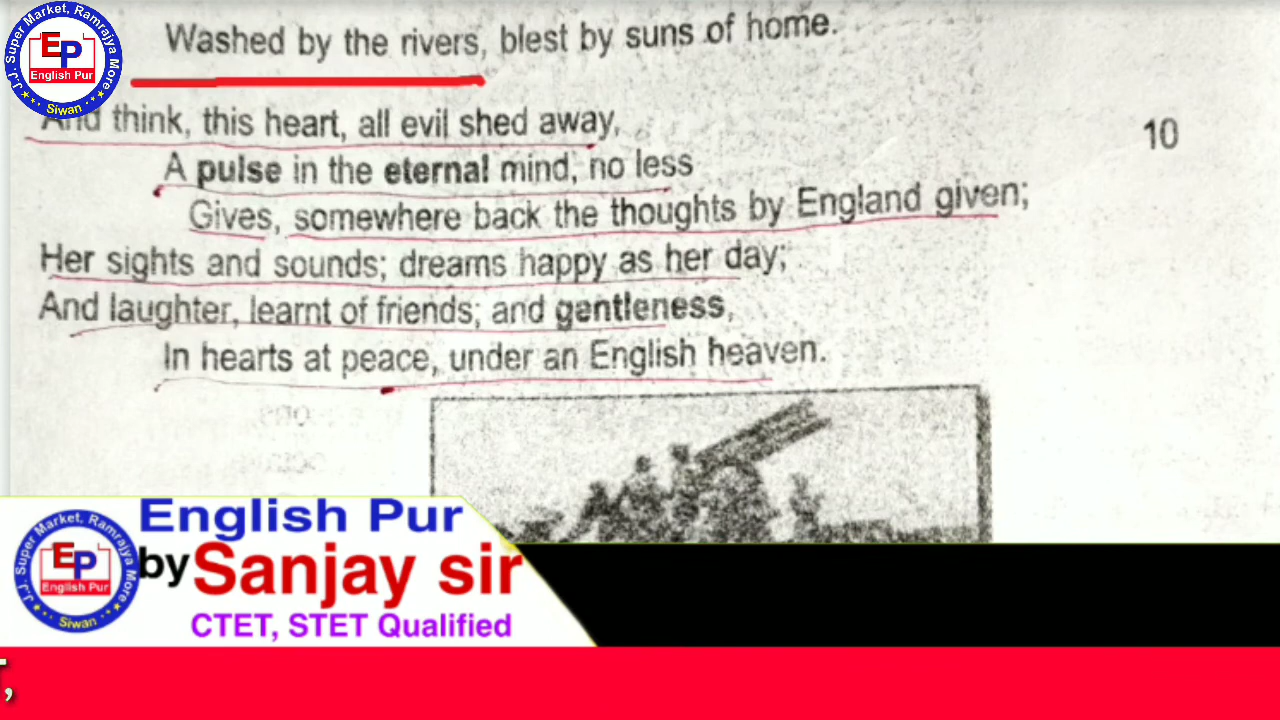 J.J. Super Market, Ramrajya More
EP
English Pur
Siwan
Washed by the rivers, blest by suns of home.
And think, this heart, all evil shed away,
10
A pulse in the eternal mind, no less
Gives, somewhere back the thoughts by England given;
Her sights and sounds; dreams happy as her day;
And laughter, learnt of friends; and gentleness,
In hearts at peace, under an English heaven.
J.J. Super Market, Ramrajya More
EP
English Pur
Siwan
English Pur
by Sanjay sir
CTET, STET Qualified